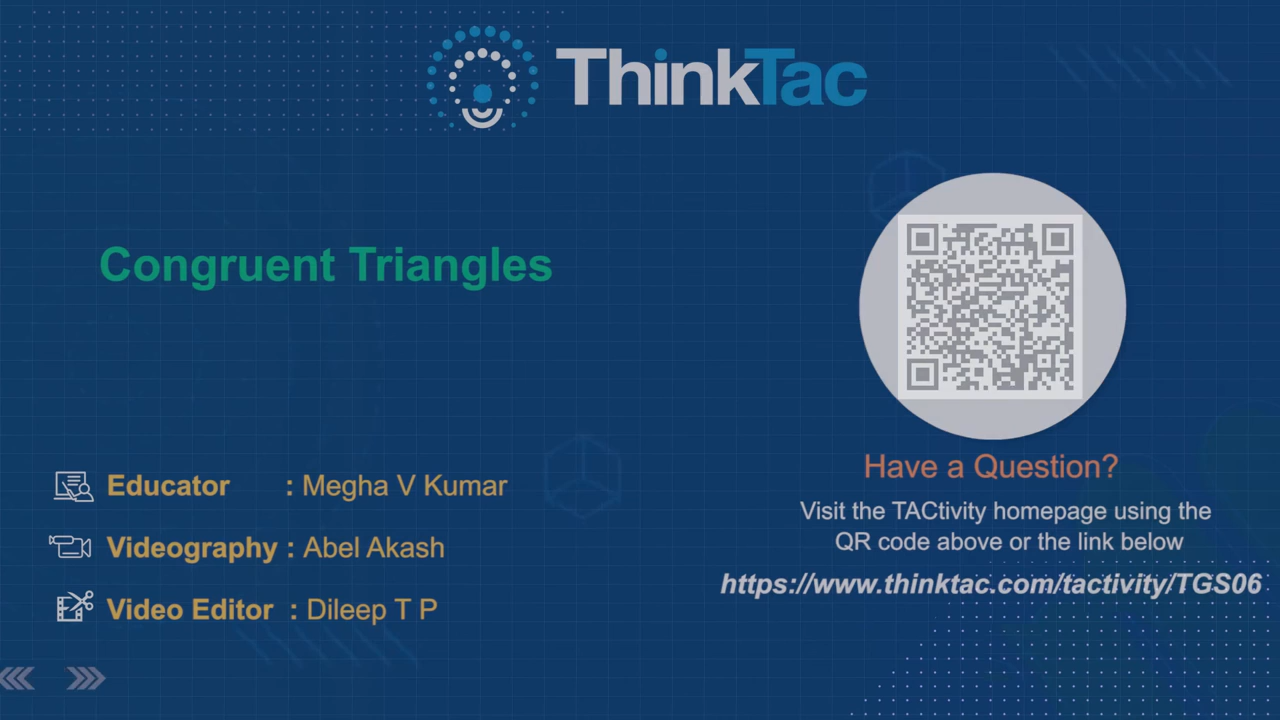 ThinkTac
Congruent Triangles
Educator : Megha V Kumar
Videography : Abel Akash
Video Editor : Dileep T P
Have a Question?
Visit the TACtivity homepage using the
QR code above or the link below
https://www.thinktac.com/tactivity/TGS06